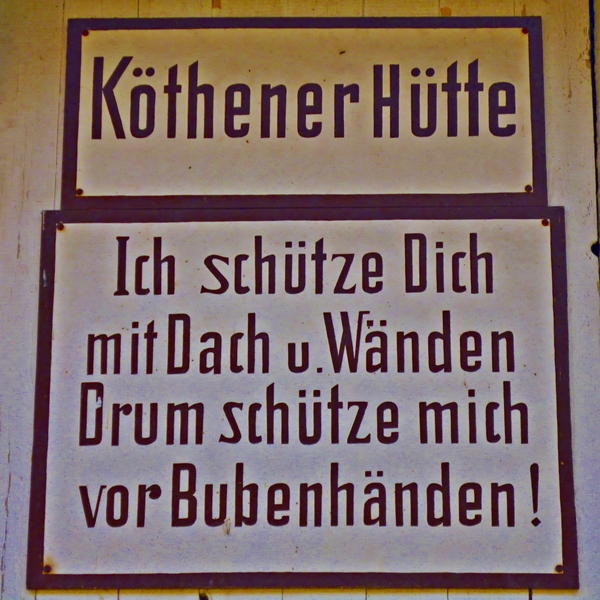 Köthener Hütte
Ich schütze Dich
mit Dach u. Wänden
Drum schütze mich
vor Bubenhänden!